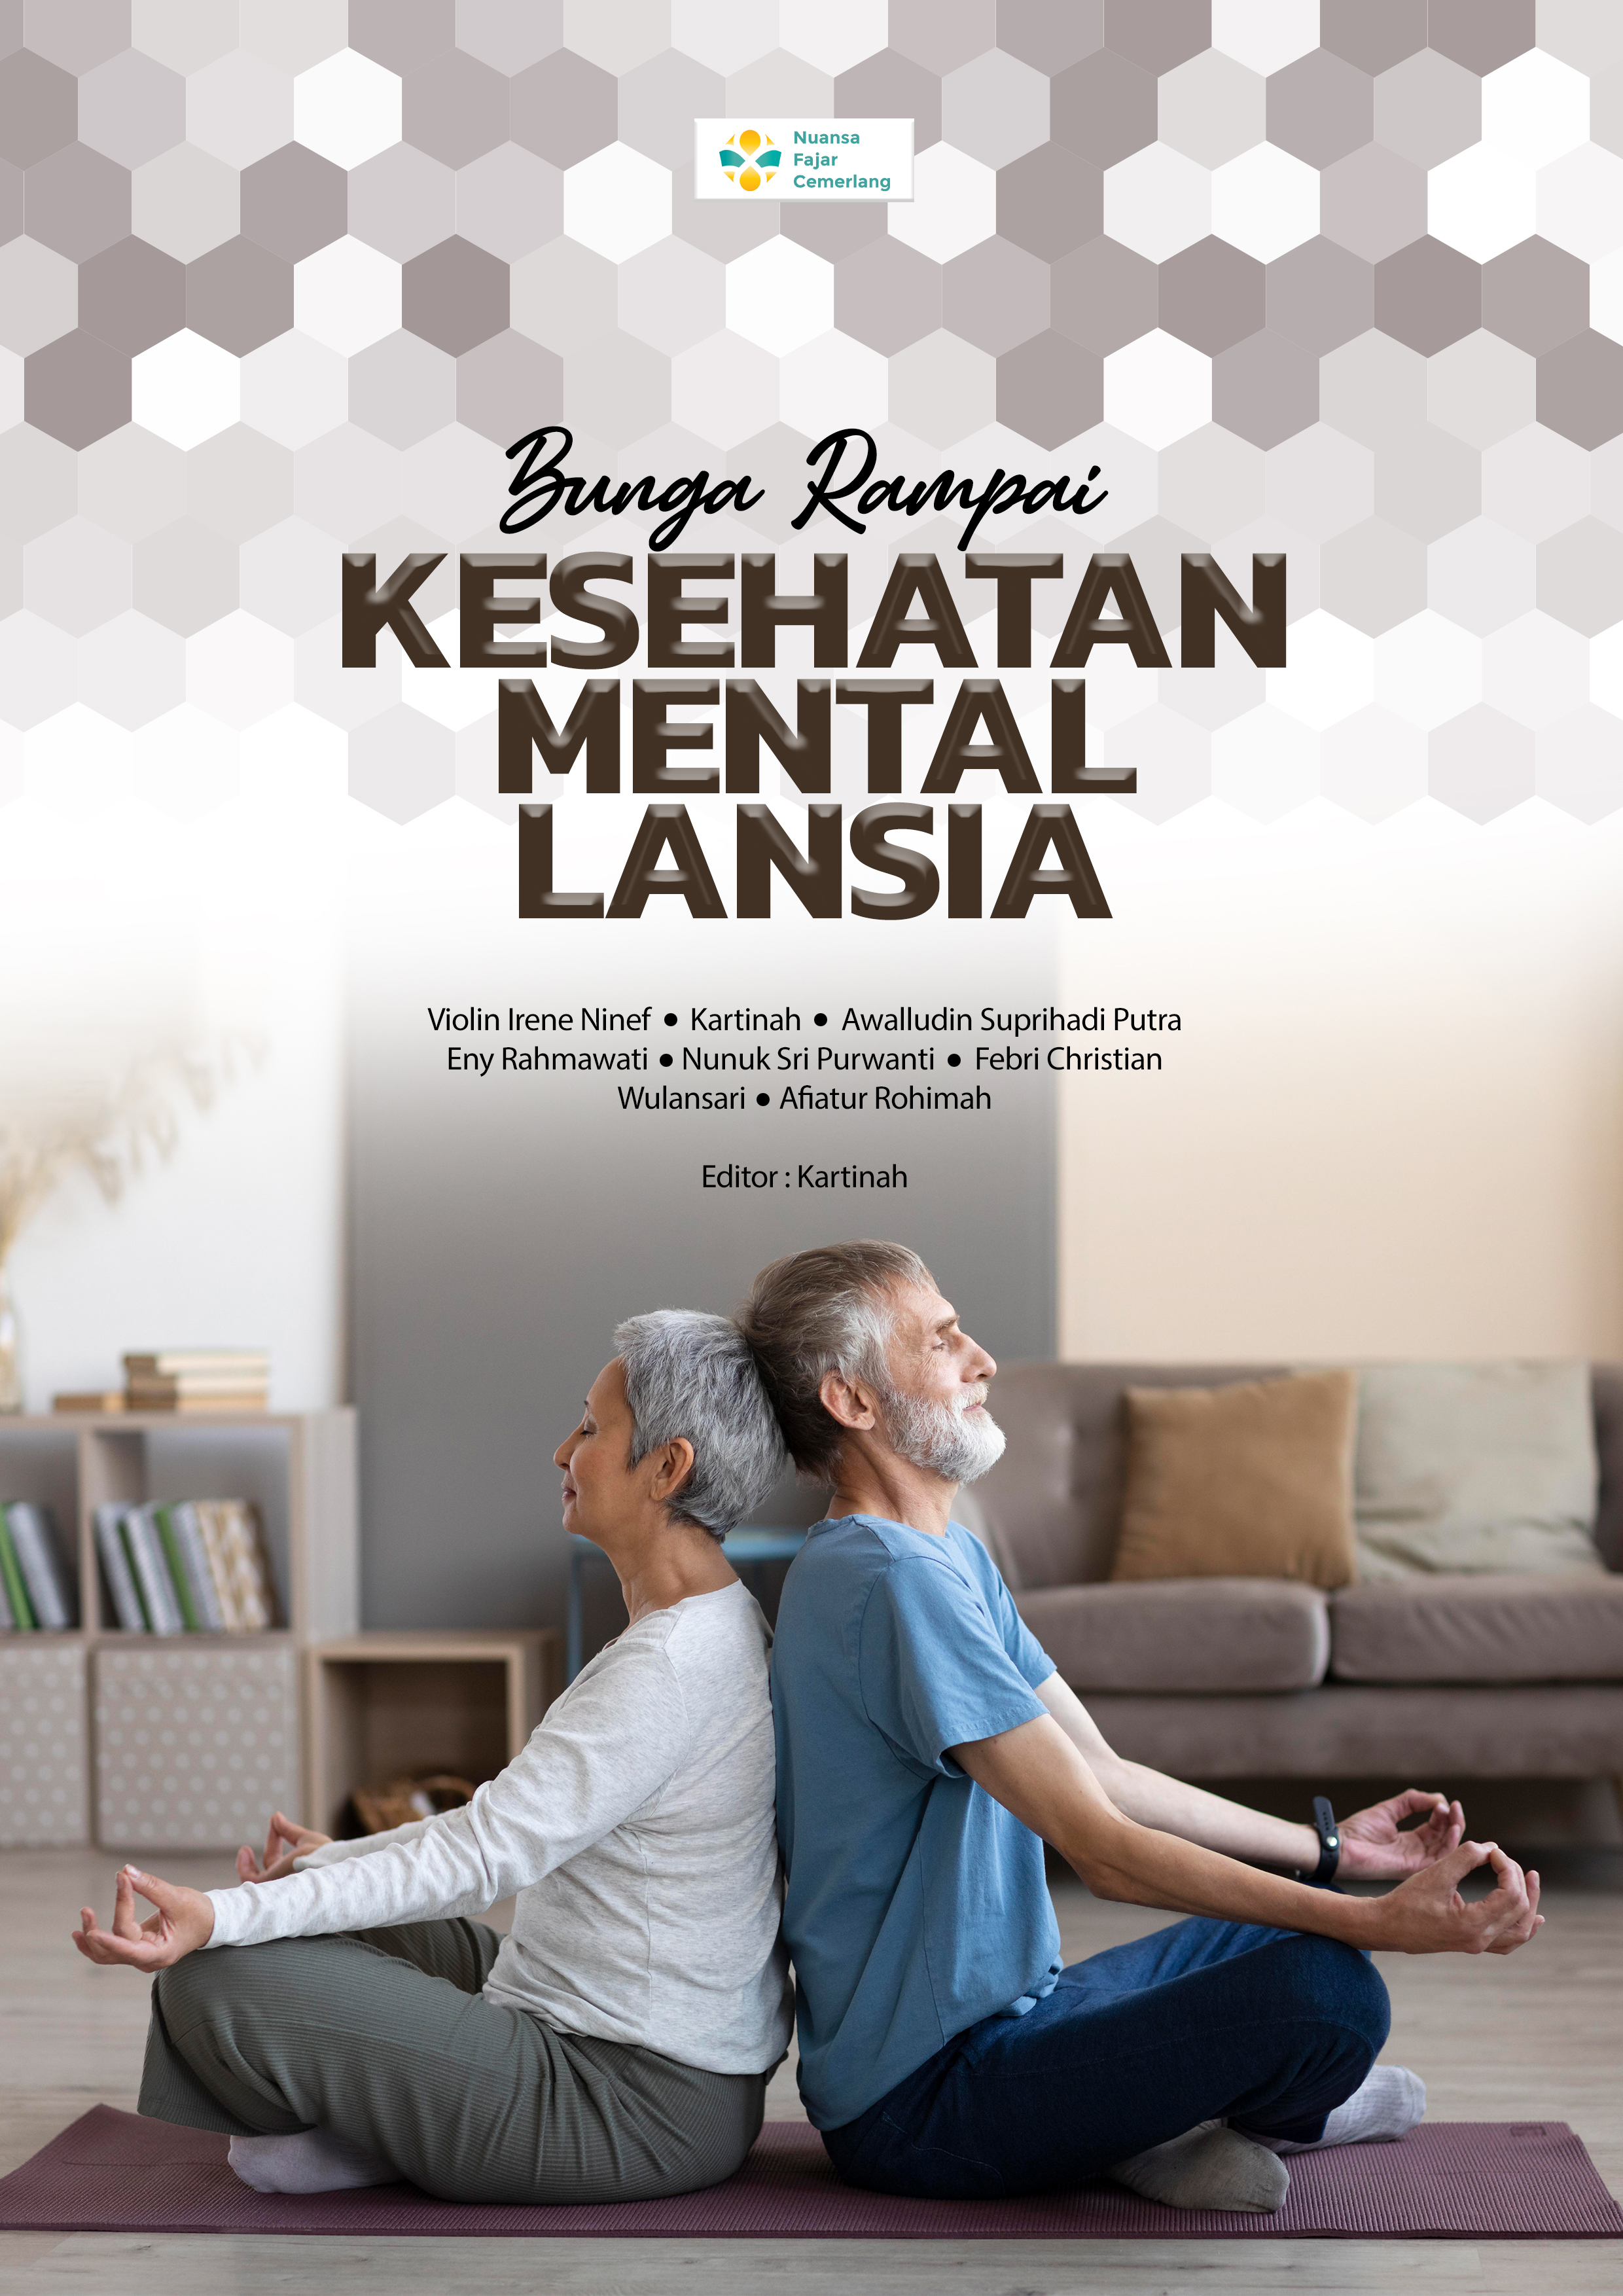 Nuansa
Fajar
Cemerlang
Bunga Rampai
KESEHATAN
MENTAL
LANSIA
Violin Irene Ninef ● Kartinah ● Awalludin Suprihadi Putra
Eny Rahmawati ● Nunuk Sri Purwanti ● Febri Christian
Wulansari ● Afiatur Rohimah
Editor : Kartinah